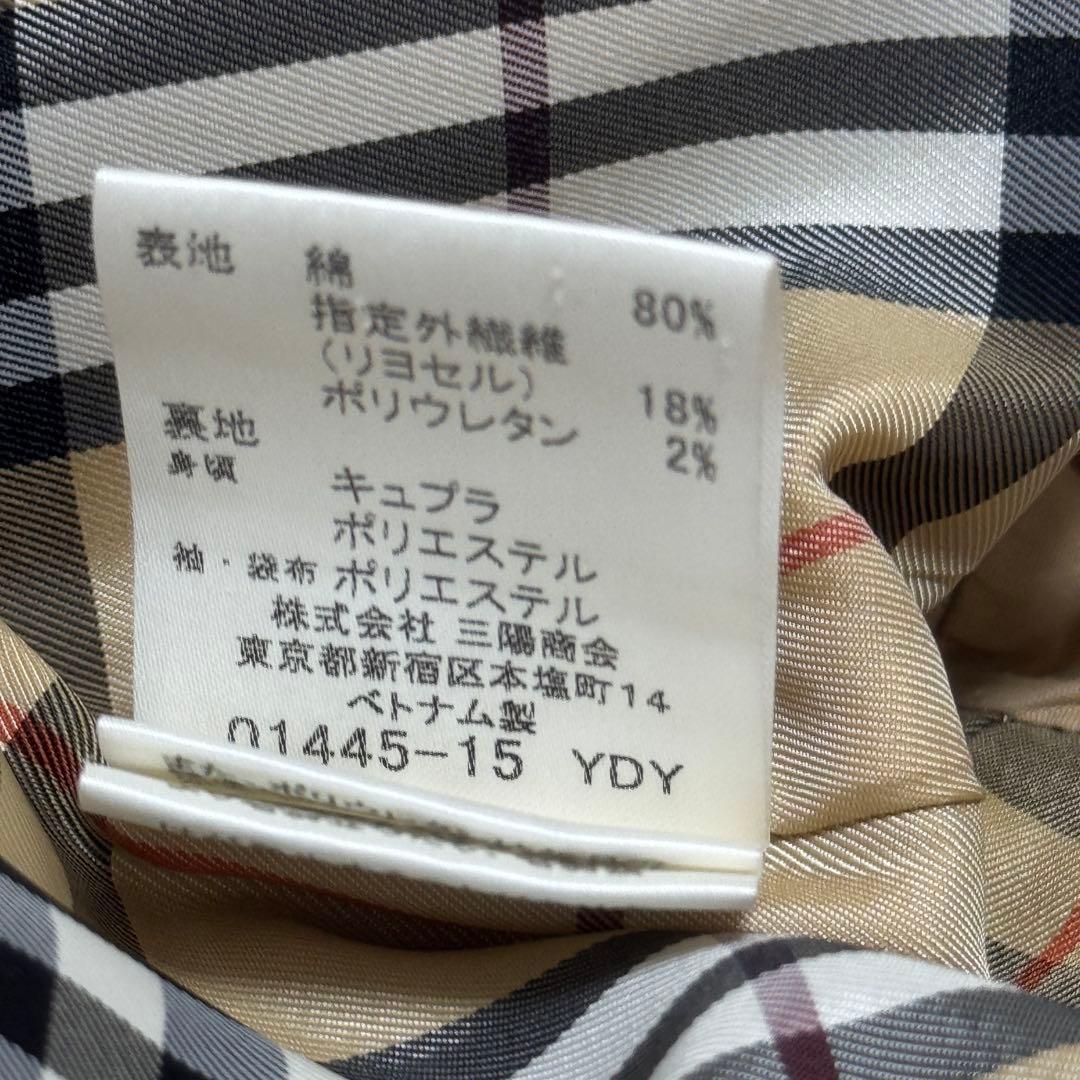 表地 綿 80%
指定外繊維
(リヨセル) 18%
ポリウレタン 2%
裏地
身頃 キュプラ
ポリエステル
袖・袋布 ポリエステル
株式会社 三陽商会
東京都新宿区本塩町14
ベトナム製
01445-15 YDY